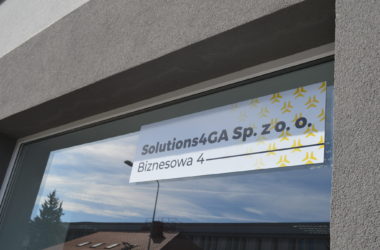 Solutions4GA Sp. z o. o.
Biznesowa 4